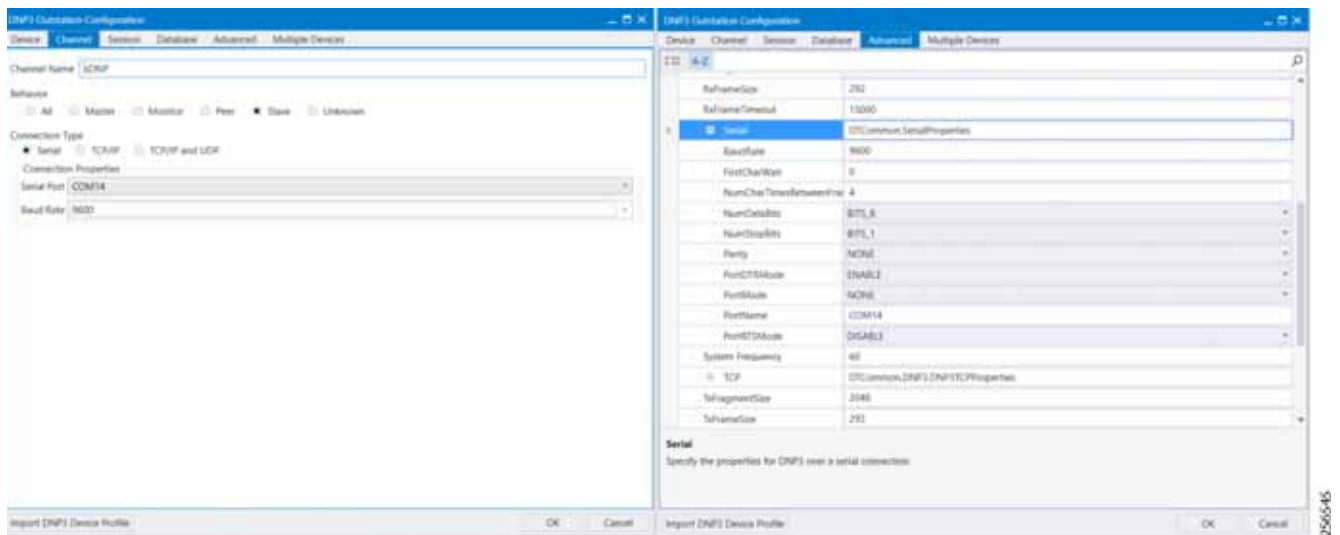 DNP3 Outstation Configuration
Device Channel Session Database Advanced Multiple Devices
Channel Name sDNP
Behavior
All Master Monitor Peer Slave Unknown
Connection Type
Serial TCP/IP TCP/IP and UDP
Connection Properties
Serial Port COM14
Baud Rate 9600
Import DNP3 Device Profile OK Cancel
DNP3 Outstation Configuration
Device Channel Session Database Advanced Multiple Devices
A-Z
RxFrameSize 292
RxFrameTimeout 15000
Serial OTCommon.SerialProperties
BaudRate 9600
FirstCharWait 0
NumCharTimesBetweenFrar 4
NumDataBits BITS_8
NumStopBits BITS_1
Parity NONE
PortDTRMode ENABLE
PortMode NONE
PortName COM14
PortRTSMode DISABLE
System Frequency 60
TCP OTCommon.DNP3.DNP3TCPProperties
TxFragmentSize 2048
TxFrameSize 292
Serial
Specify the properties for DNP3 over a serial connection
Import DNP3 Device Profile OK Cancel
256545